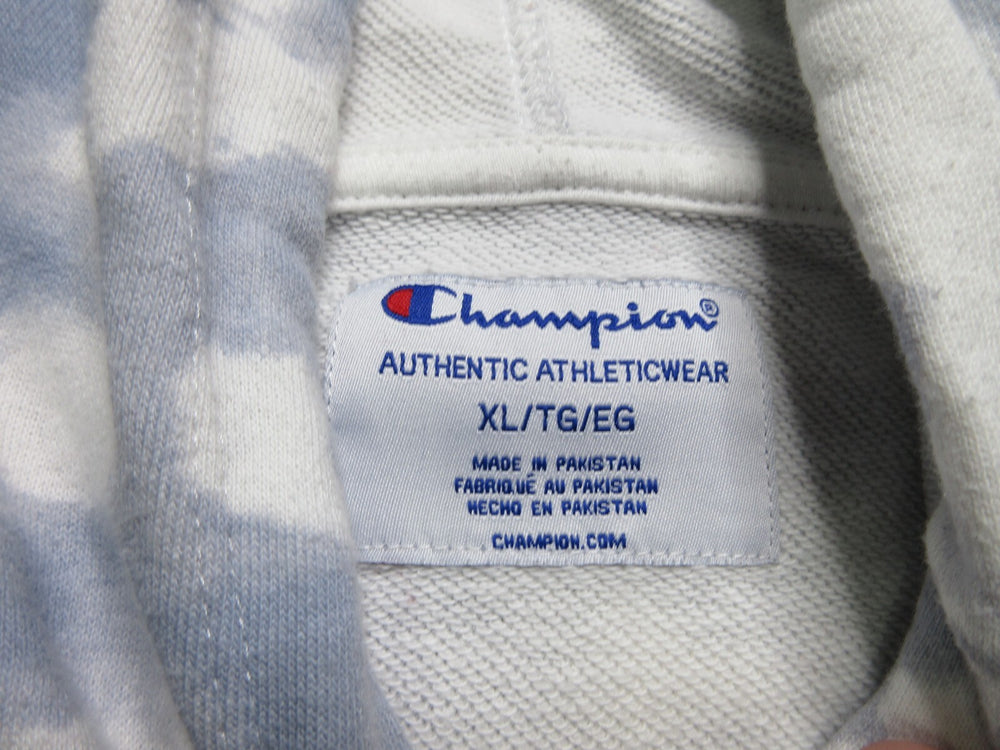 Champion®
AUTHENTIC ATHLETICWEAR
XL/TG/EG
MADE IN PAKISTAN
FABRIQUÉ AU PAKISTAN
HECHO EN PAKISTAN
CHAMPION.COM